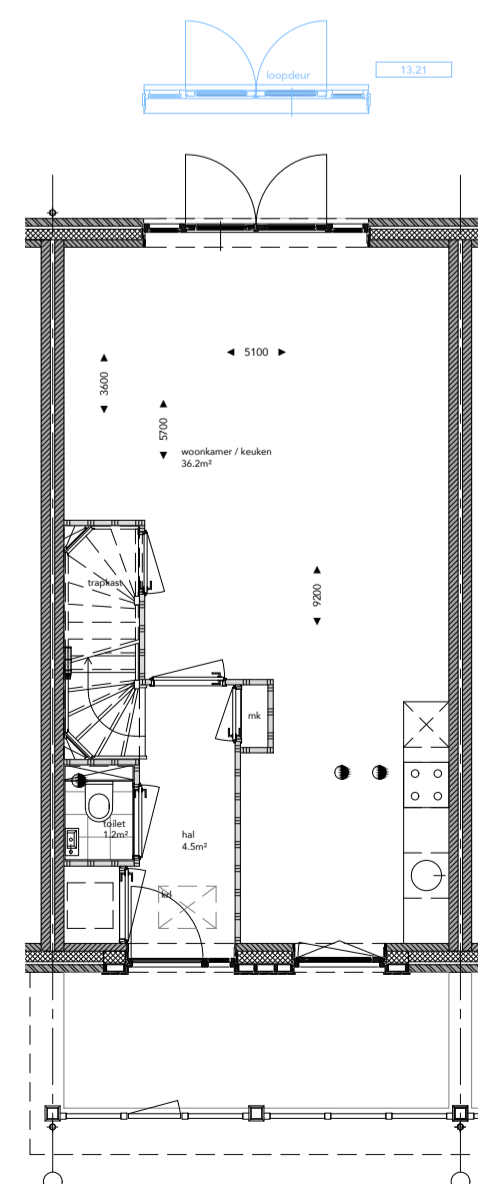 loopdeur
13.21
5100
3600
5700
woonkamer / keuken
36.2m²
trapkast
9200
mk
toilet
1.2m²
hal
4.5m²
kd